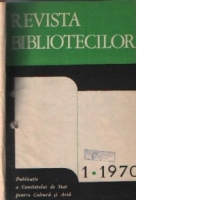 REVISTA
BIBLIOTECILOR
1 • 1970
Publicație
a Comitetului de Stat
pentru Cultură și Artă